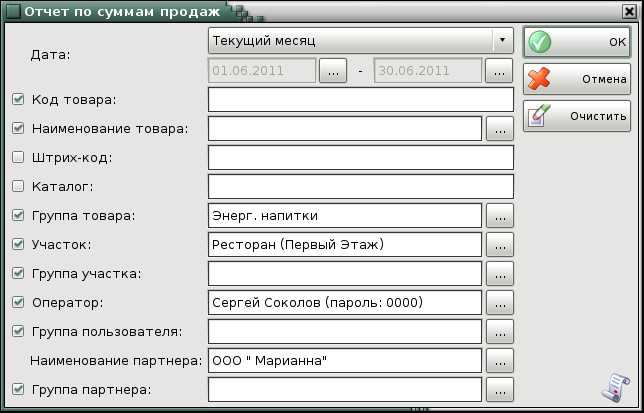 Отчет по суммам продаж
Дата: Текущий месяц
01.06.2011 ... - 30.06.2011 ...
OK
Отмена
Очистить
Код товара:
Наименование товара: ...
Штрих-код:
Каталог:
Группа товара: Энерг. напитки ...
Участок: Ресторан (Первый Этаж) ...
Группа участка: ...
Оператор: Сергей Соколов (пароль: 0000) ...
Группа пользователя: ...
Наименование партнера: ООО " Марианна" ...
Группа партнера: ...